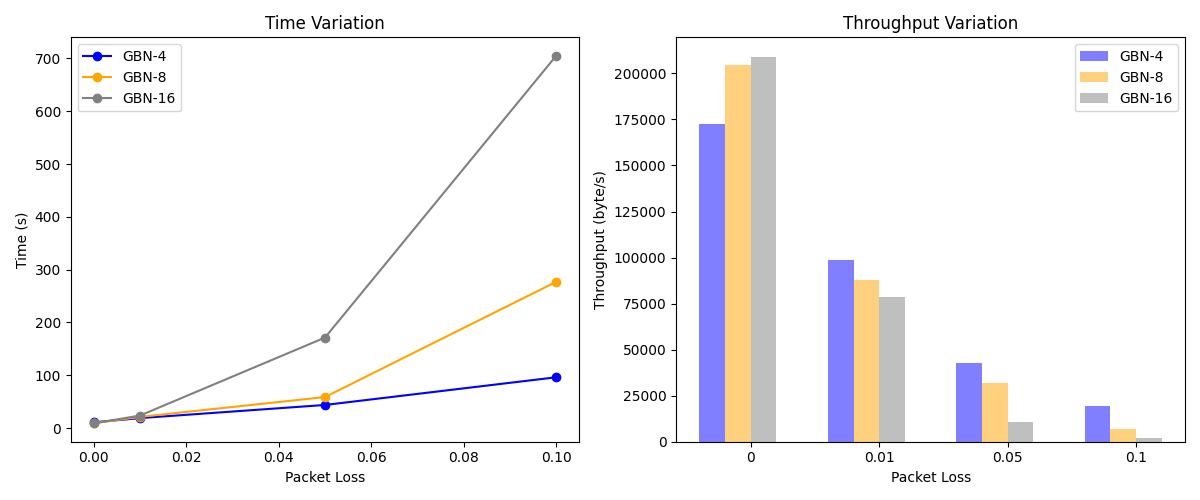 Time Variation
GBN-4
GBN-8
GBN-16
700
600
500
400
300
200
100
0
Time (s)
0.00 0.02 0.04 0.06 0.08 0.10
Packet Loss
Throughput Variation
GBN-4
GBN-8
GBN-16
200000
175000
150000
125000
100000
75000
50000
25000
0
Throughput (byte/s)
0 0.01 0.05 0.1
Packet Loss